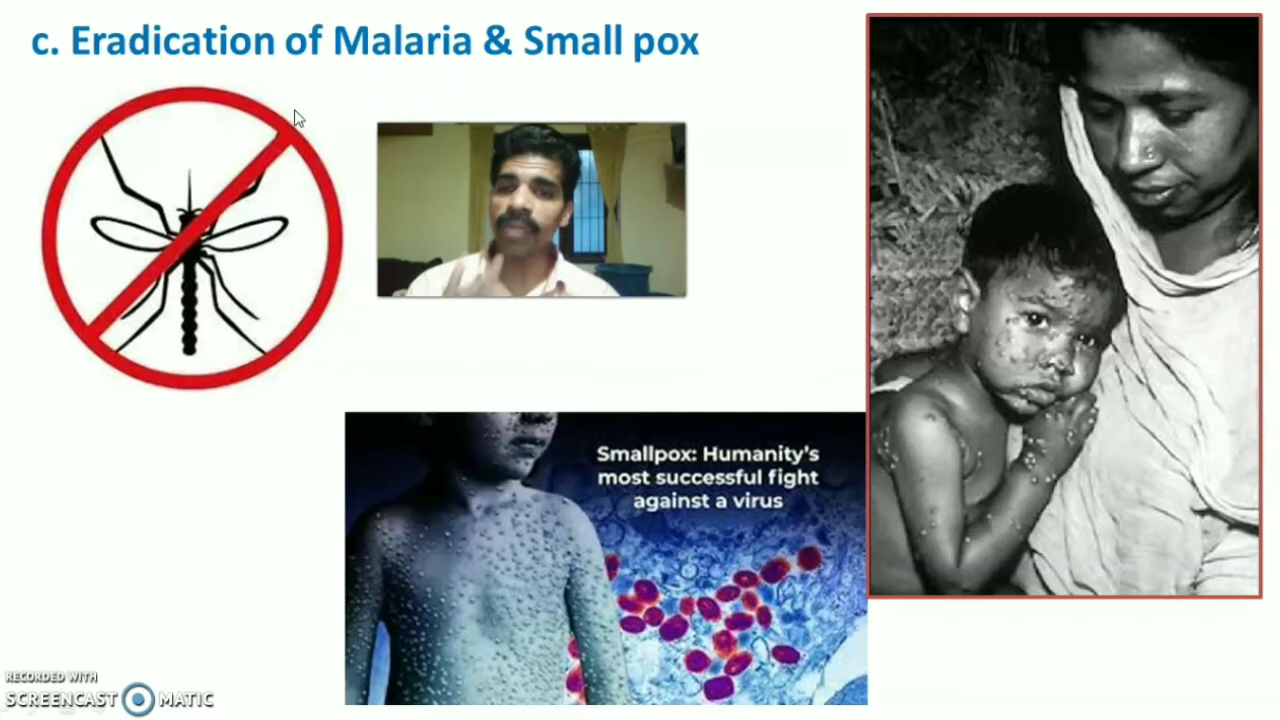 c. Eradication of Malaria & Small pox
Smallpox: Humanity's
most successful fight
against a virus
RECORDED WITH
SCREENCAST MATIC